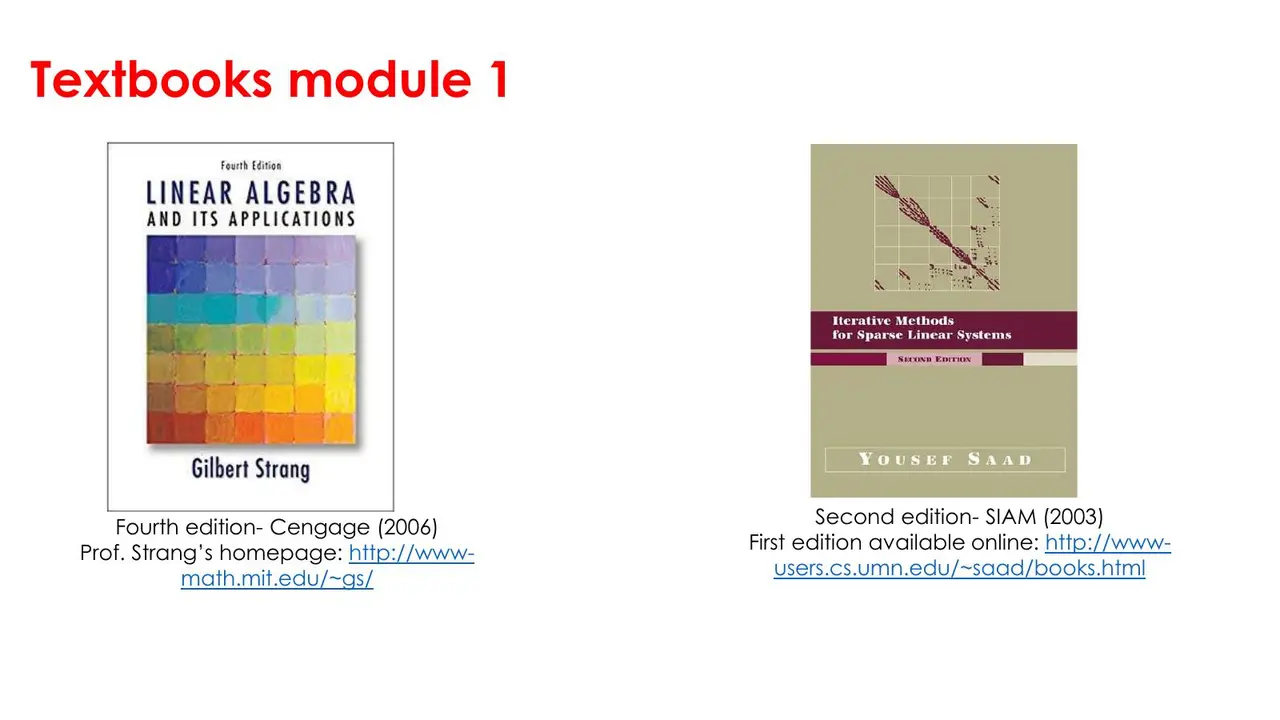 Textbooks module 1
Fourth Edition
LINEAR ALGEBRA
AND ITS APPLICATIONS
Gilbert Strang
Fourth edition- Cengage (2006)
Prof. Strang’s homepage: http://www-
math.mit.edu/~gs/
Iterative Methods
for Sparse Linear Systems
SECOND EDITION
YOUSEF SAAD
Second edition- SIAM (2003)
First edition available online: http://www-
users.cs.umn.edu/~saad/books.html